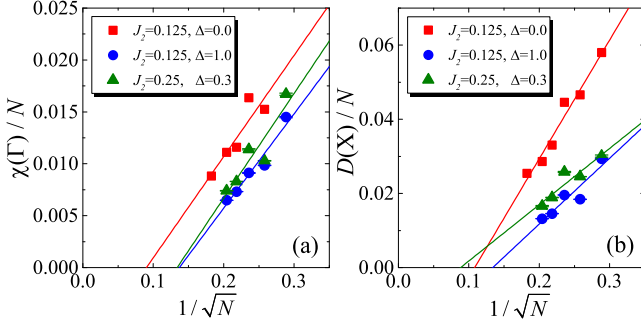 0.025
0.020
0.015
0.010
0.005
0.000
χ(Γ) / N
J₂=0.125, Δ=0.0
J₂=0.125, Δ=1.0
J₂=0.25, Δ=0.3
(a)
0.0 0.1 0.2 0.3
1/√N
0.06
0.04
0.02
0.00
D(X) / N
J₂=0.125, Δ=0.0
J₂=0.125, Δ=1.0
J₂=0.25, Δ=0.3
(b)
0.0 0.1 0.2 0.3
1/√N